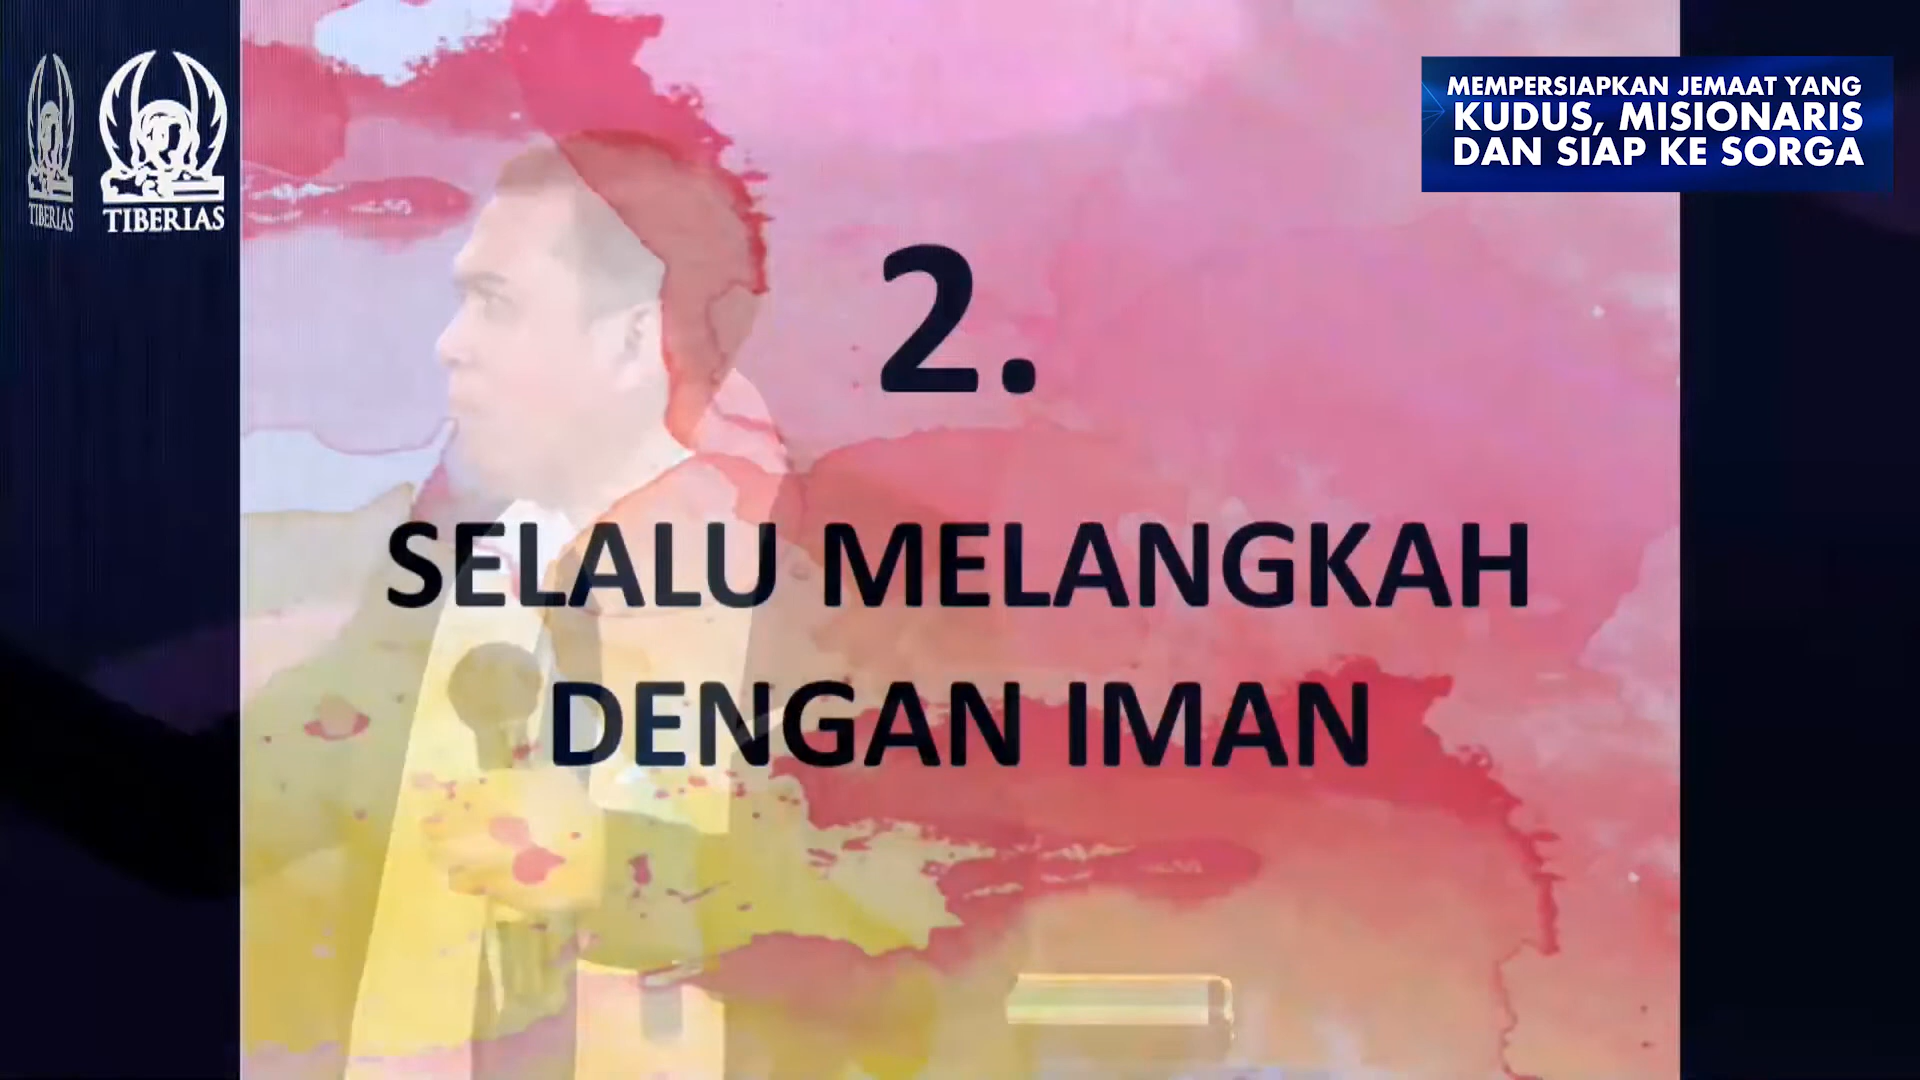 TIBERIAS
TIBERIAS
MEMPERSIAPKAN JEMAAT YANG
KUDUS, MISIONARIS
DAN SIAP KE SORGA
2.
SELALU MELANGKAH
DENGAN IMAN